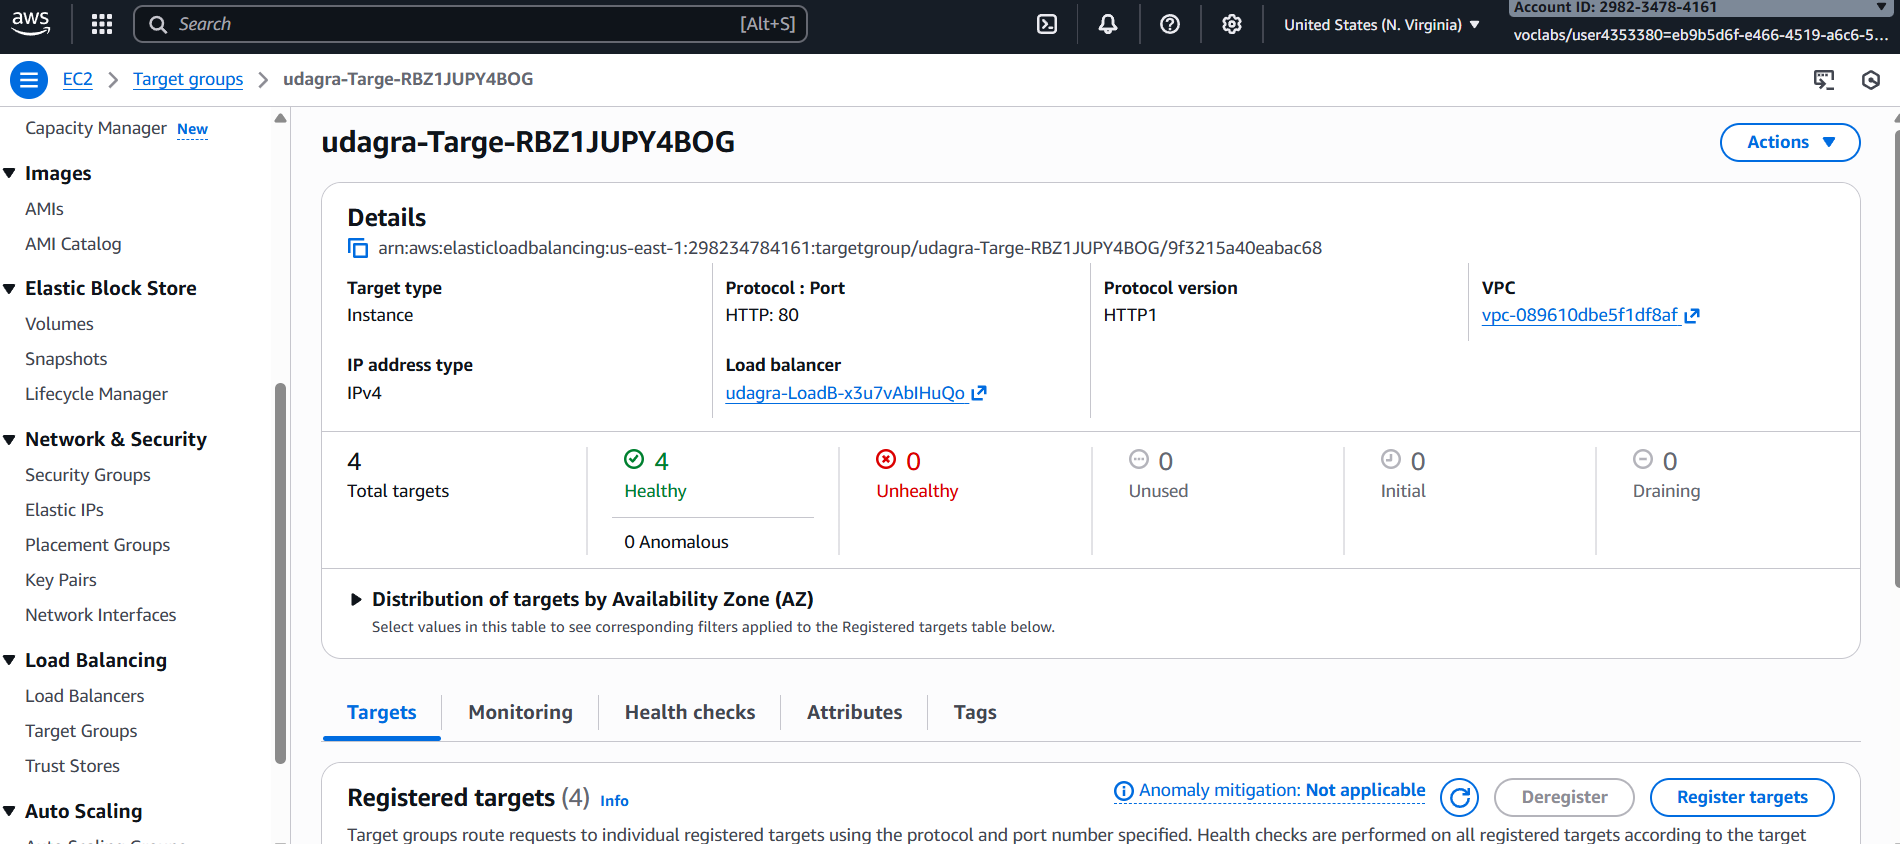 aws
Search
[Alt+S]
United States (N. Virginia)
Account ID: 2982-3478-4161
voclabs/user4353380=eb9b5d6f-e466-4519-a6c6-5...
EC2
Target groups
udagra-Targe-RBZ1JUPY4BOG
Capacity Manager New
Images
AMIs
AMI Catalog
Elastic Block Store
Volumes
Snapshots
Lifecycle Manager
Network & Security
Security Groups
Elastic IPs
Placement Groups
Key Pairs
Network Interfaces
Load Balancing
Load Balancers
Target Groups
Trust Stores
Auto Scaling
Auto Scaling Groups
udagra-Targe-RBZ1JUPY4BOG
Actions
Details
arn:aws:elasticloadbalancing:us-east-1:298234784161:targetgroup/udagra-Targe-RBZ1JUPY4BOG/9f3215a40eabac68
Target type
Instance
Protocol : Port
HTTP: 80
Protocol version
HTTP1
VPC
vpc-089610dbe5f1df8af
IP address type
IPv4
Load balancer
udagra-LoadB-x3u7vAbIHuQo
4
Total targets
4
Healthy
0 Anomalous
0
Unhealthy
0
Unused
0
Initial
0
Draining
Distribution of targets by Availability Zone (AZ)
Select values in this table to see corresponding filters applied to the Registered targets table below.
Targets
Monitoring
Health checks
Attributes
Tags
Registered targets (4) Info
Anomaly mitigation: Not applicable
Deregister
Register targets
Target groups route requests to individual registered targets using the protocol and port number specified. Health checks are performed on all registered targets according to the target